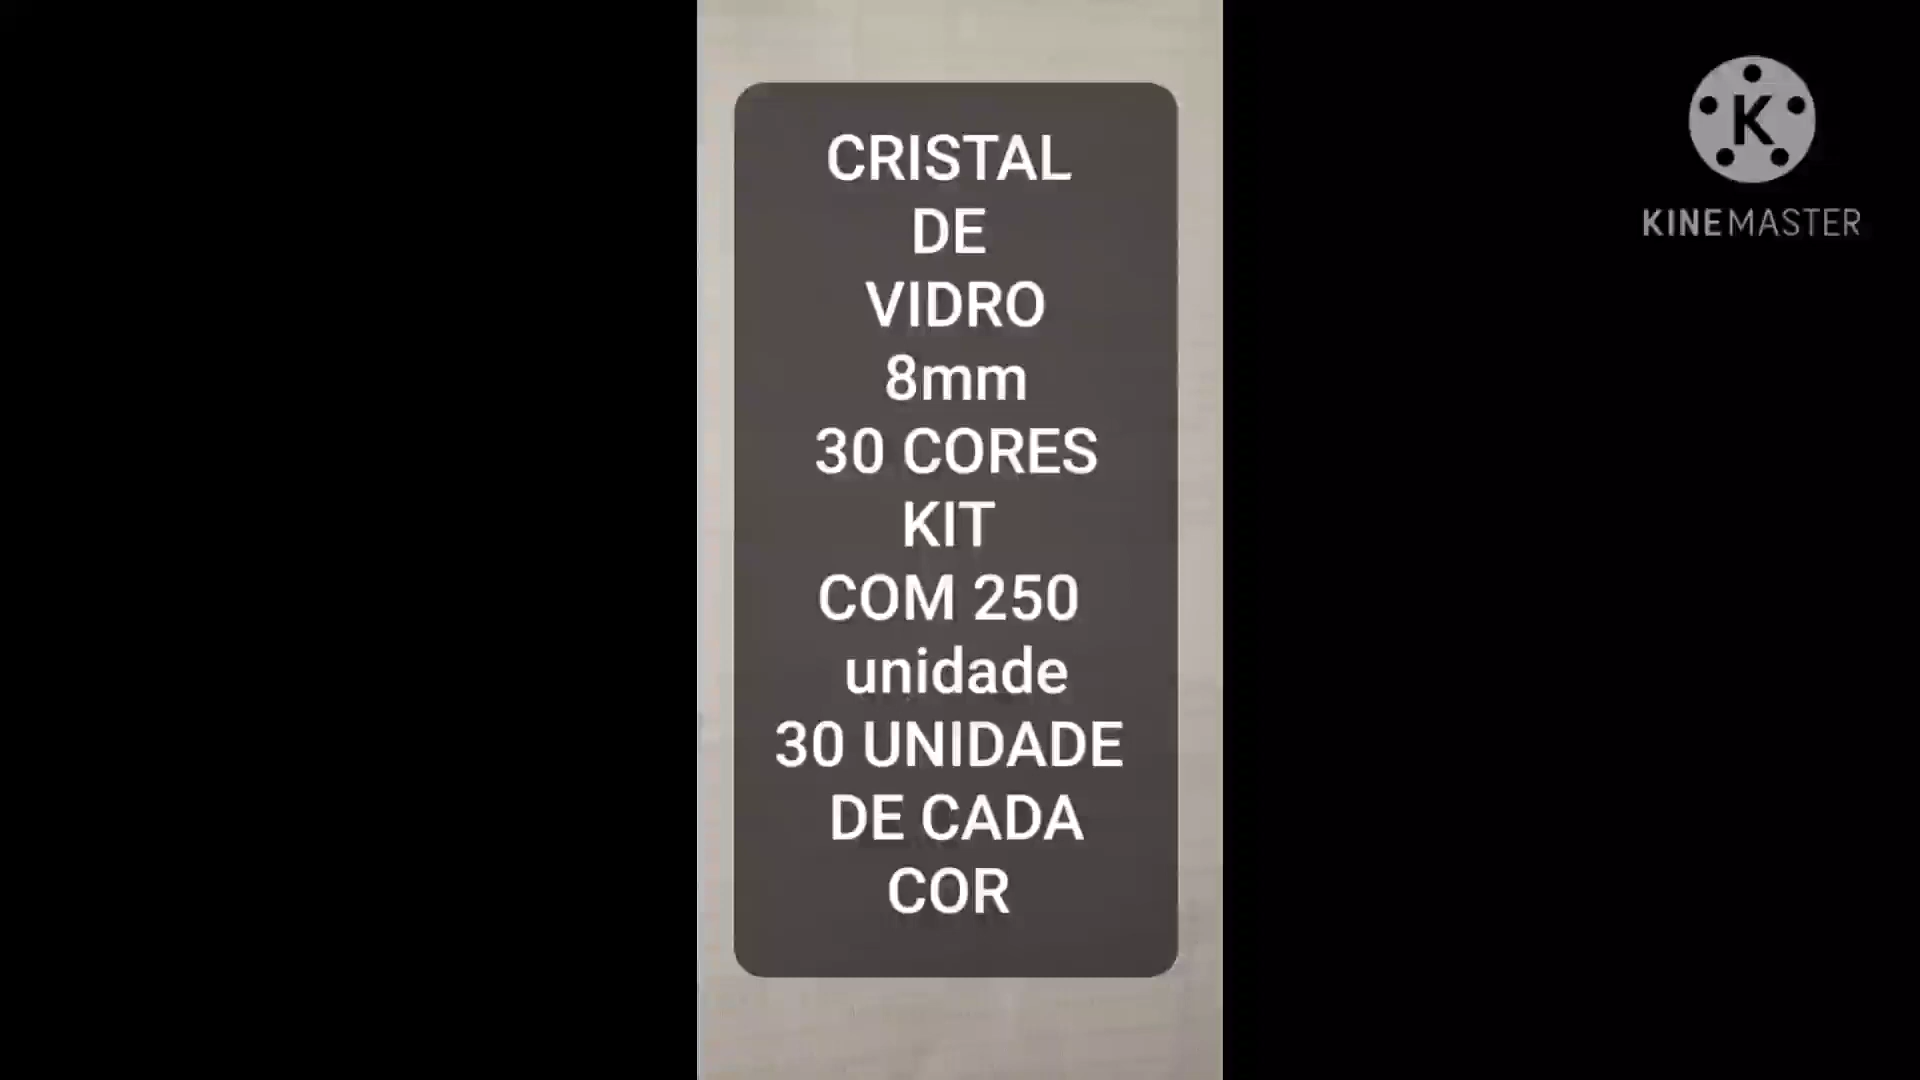 CRISTAL
DE
VIDRO
8mm
30 CORES
KIT
COM 250
unidade
30 UNIDADE
DE CADA
COR
K
KINEMASTER